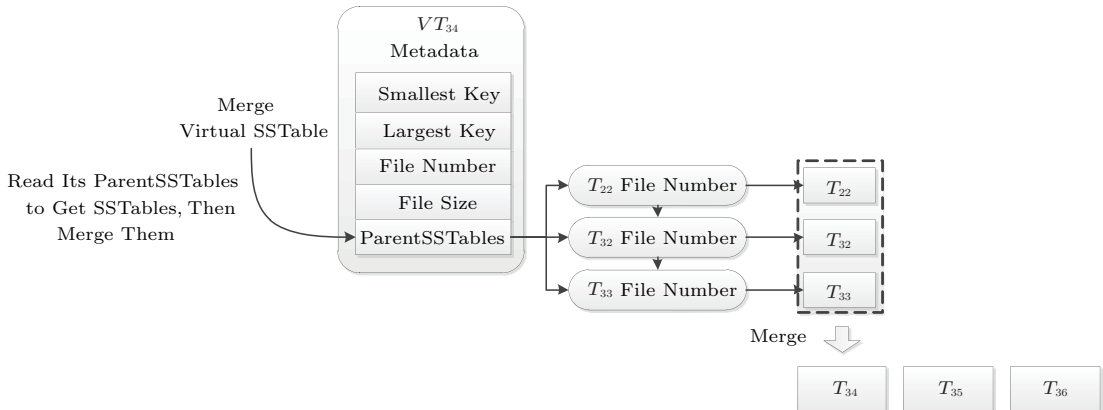 VT34
Metadata
Smallest Key
Largest Key
File Number
File Size
ParentSSTables
Merge
Virtual SSTable
Read Its ParentSSTables
to Get SSTables, Then
Merge Them
T22 File Number
T32 File Number
T33 File Number
T22
T32
T33
Merge
T34
T35
T36